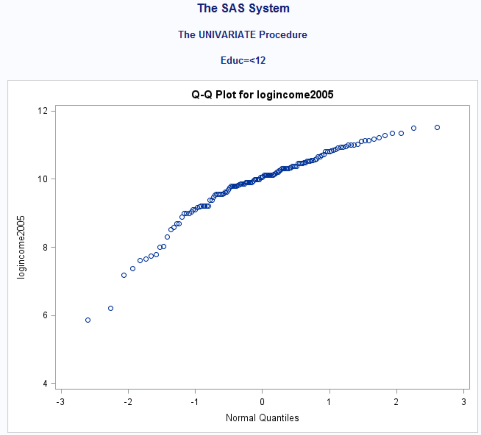 The SAS System
The UNIVARIATE Procedure
Educ=<12
Q-Q Plot for logincome2005
12
10
8
6
4
logincome2005
-3 -2 -1 0 1 2 3
Normal Quantiles